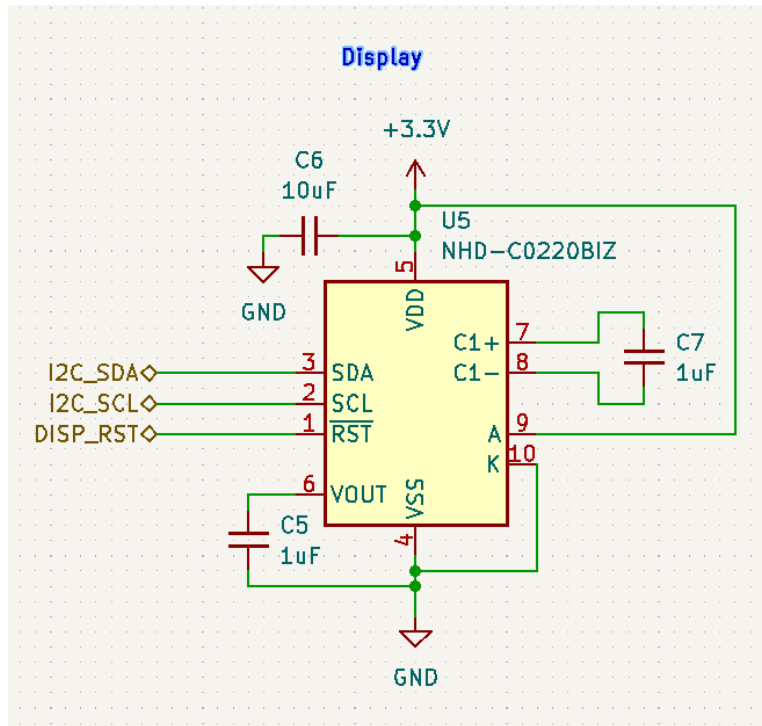 Display
+3.3V
C6
10uF
GND
U5
NHD-C0220BIZ
5
VDD
I2C_SDA
3
SDA
I2C_SCL
2
SCL
DISP_RST
1
RST
6
VOUT
C5
1uF
C1+
7
C1-
8
C7
1uF
A
9
K
10
VSS
4
GND